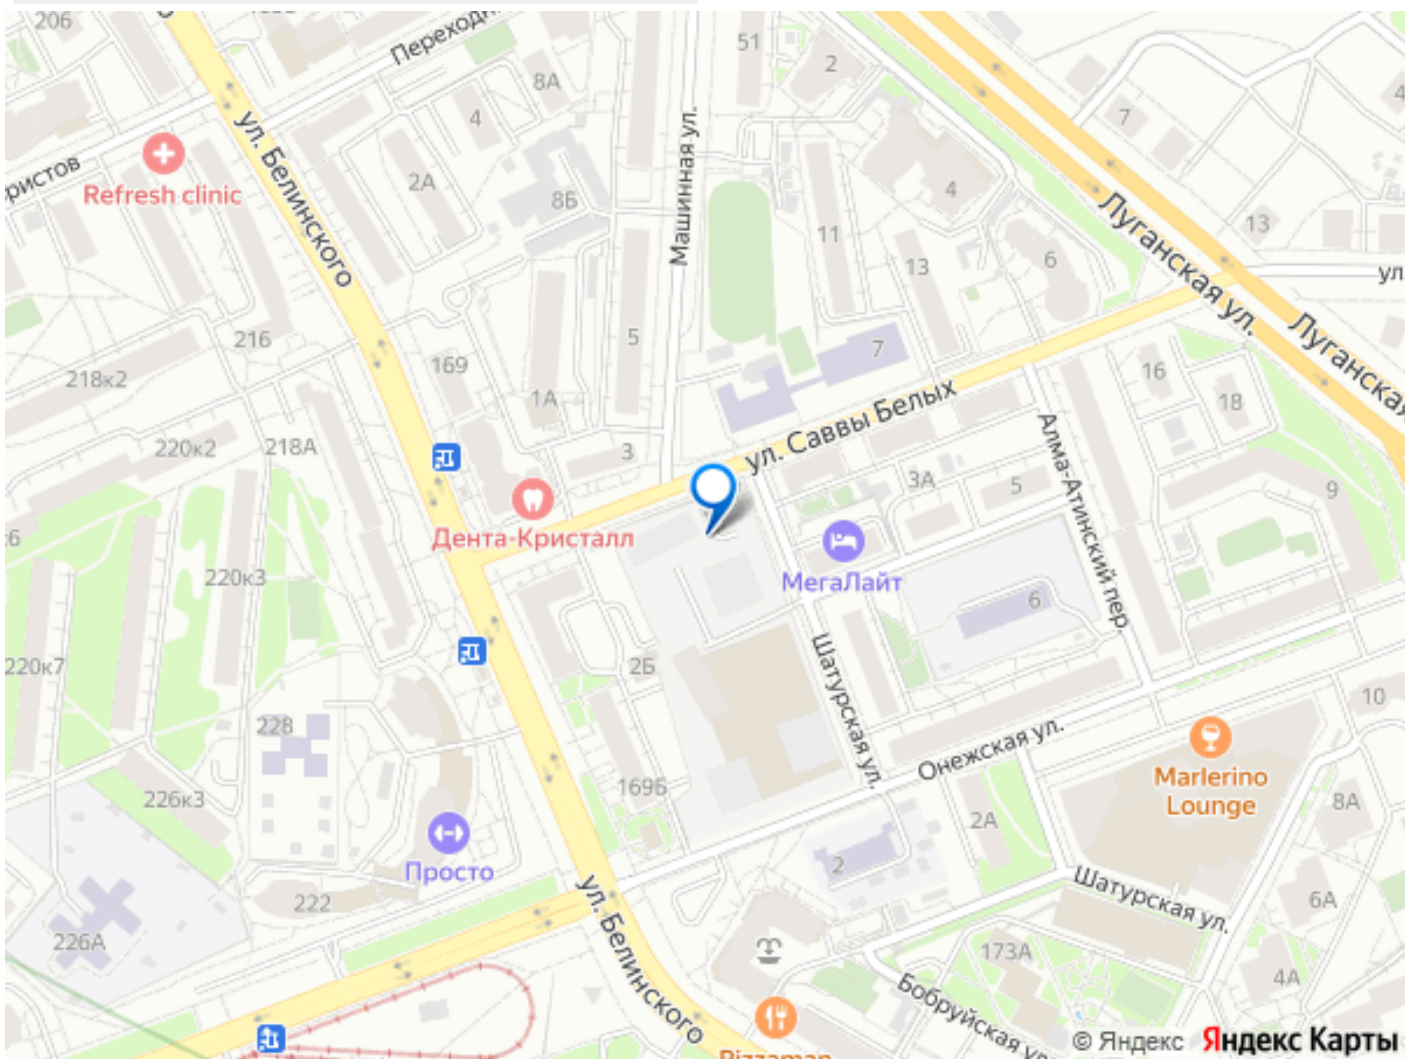 206
Переходн
51
2
8А
4
7
ристов
Refresh clinic
ул. Белинского
2А
8Б
Машинная ул.
4
11
13
13
6
Луганская ул.
ул
Луганская
216
218к2
169
5
7
1А
16
18
220к2
218А
3
ул. Саввы Белых
Алма-Атинский пер.
3А
5
9
Дента-Кристалл
МегаЛайт
220к3
6
220к7
2Б
Шатурская ул.
228
10
Онежская ул.
Marlerino
Lounge
226к3
169Б
8А
2А
Просто
2
Шатурская ул.
222
ул. Белинского
6А
226А
173А
4А
Бобруйская ул.
Pizzaman
© Яндекс Яндекс Карты